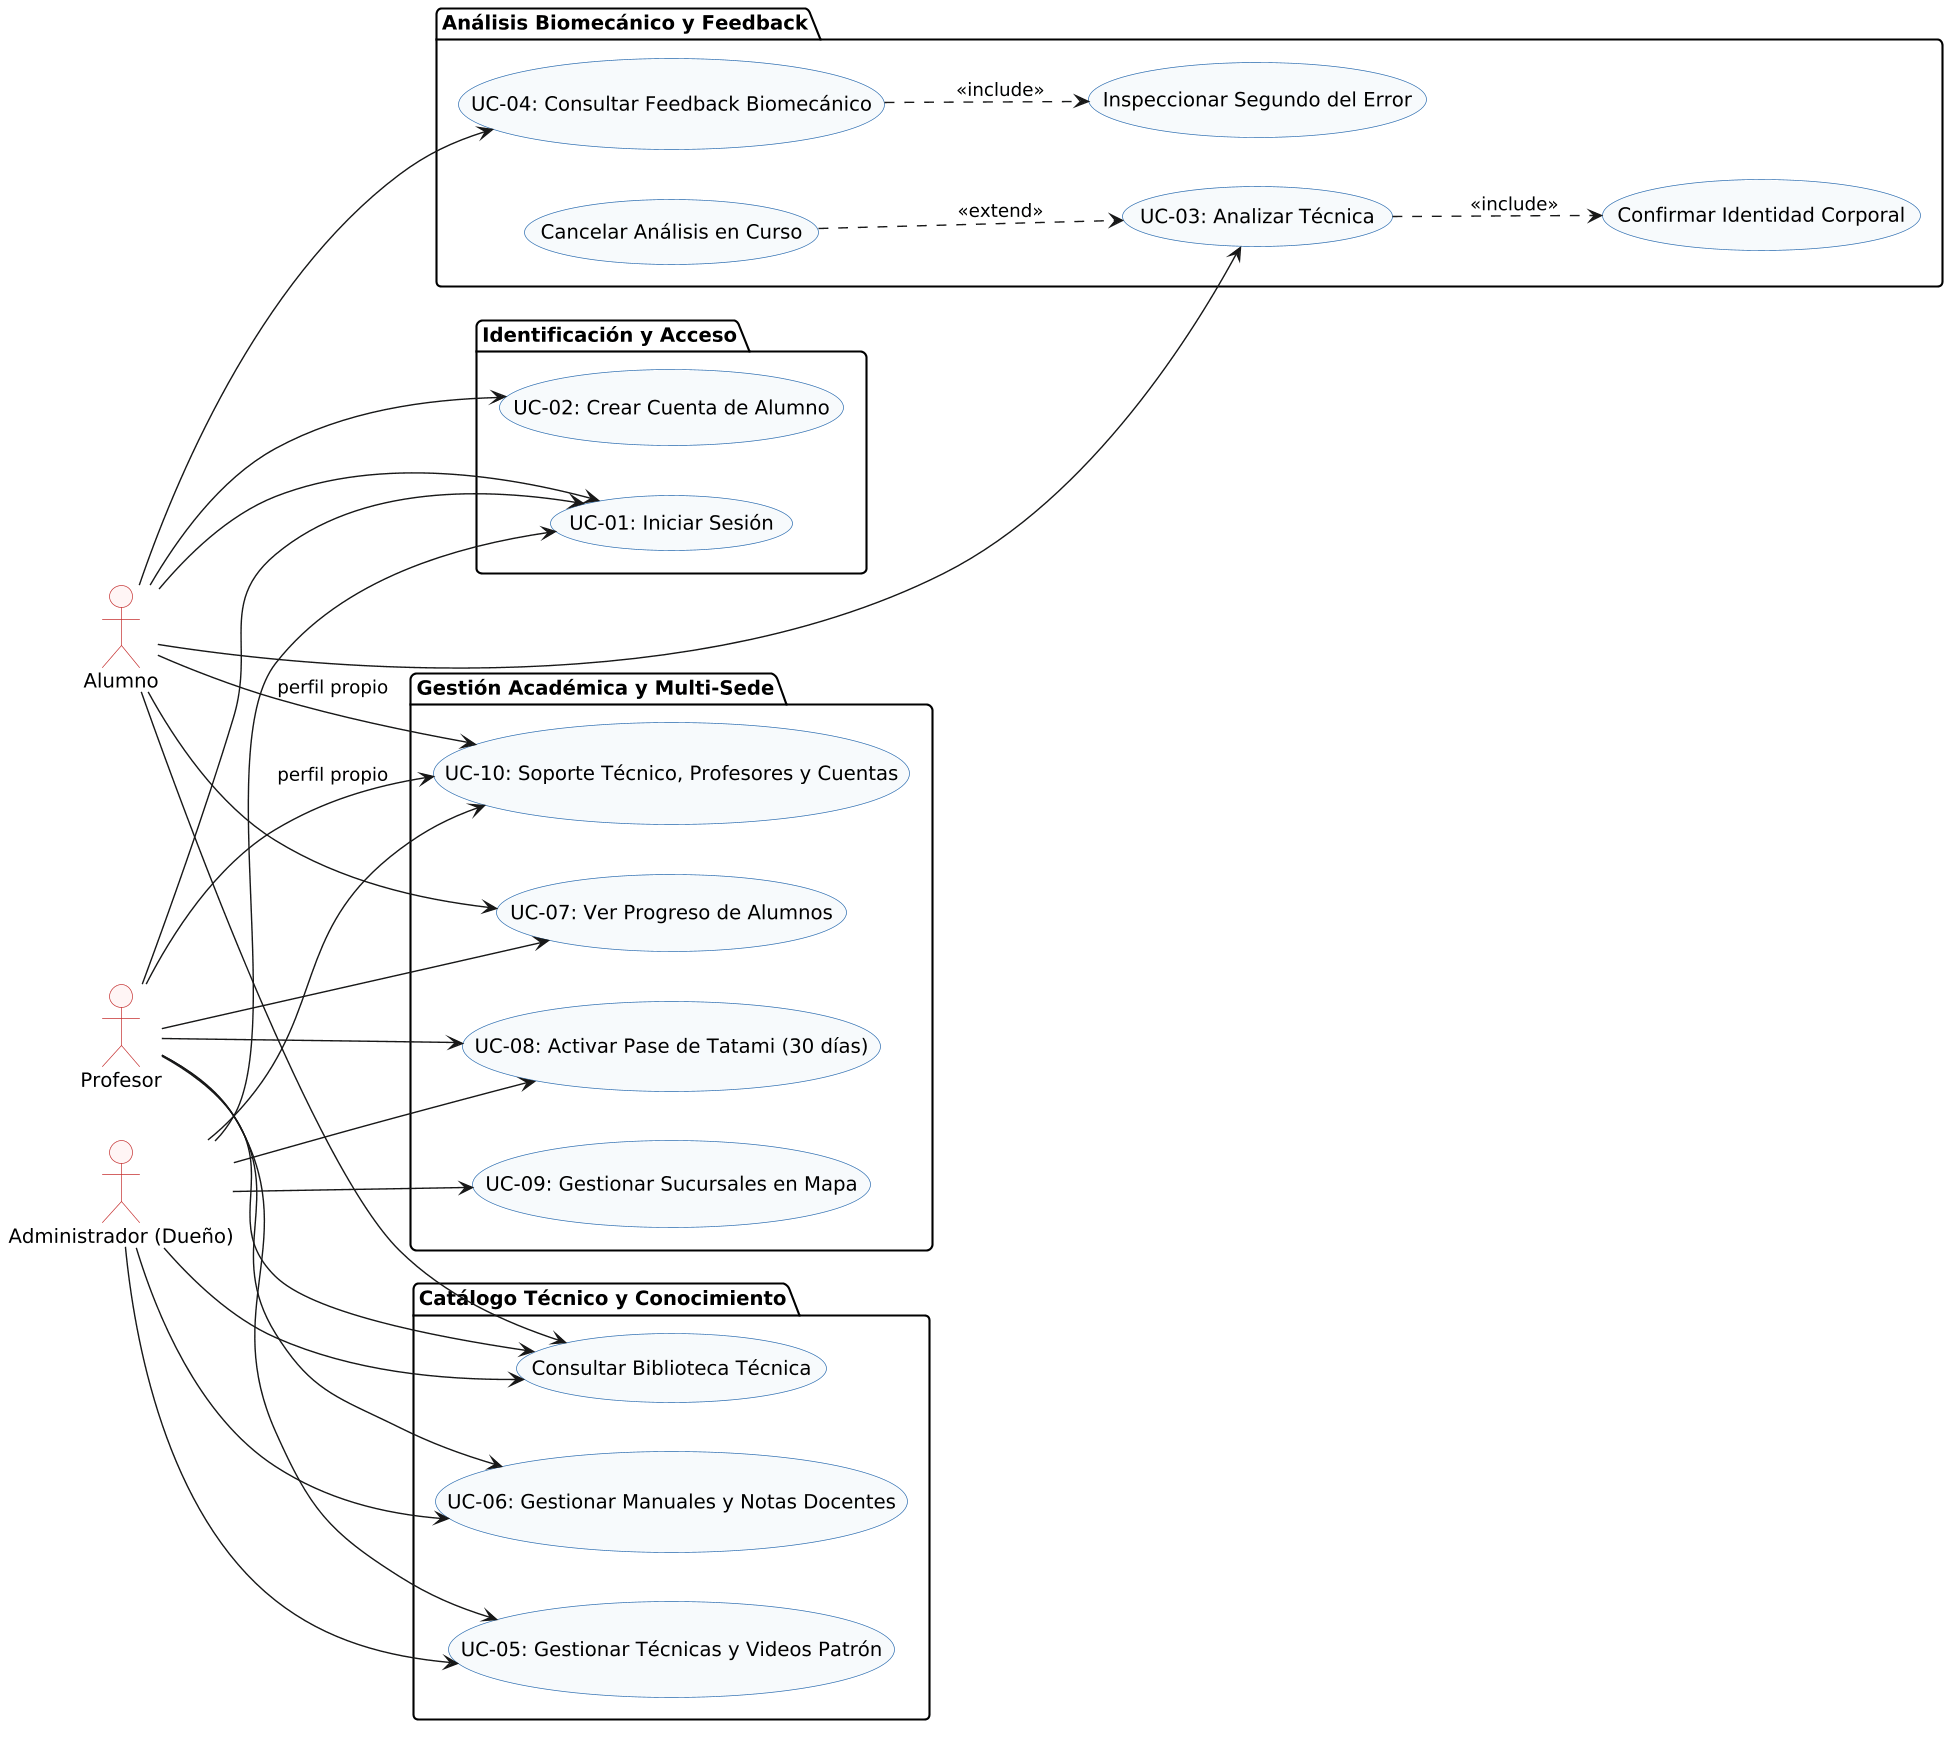 Análisis Biomecánico y Feedback
UC-04: Consultar Feedback Biomecánico
«include»
Inspeccionar Segundo del Error
Cancelar Análisis en Curso
«extend»
UC-03: Analizar Técnica
«include»
Confirmar Identidad Corporal
Identificación y Acceso
UC-02: Crear Cuenta de Alumno
UC-01: Iniciar Sesión
Alumno
perfil propio
Gestión Académica y Multi-Sede
perfil propio
UC-10: Soporte Técnico, Profesores y Cuentas
UC-07: Ver Progreso de Alumnos
Profesor
UC-08: Activar Pase de Tatami (30 días)
UC-09: Gestionar Sucursales en Mapa
Administrador (Dueño)
Catálogo Técnico y Conocimiento
Consultar Biblioteca Técnica
UC-06: Gestionar Manuales y Notas Docentes
UC-05: Gestionar Técnicas y Videos Patrón